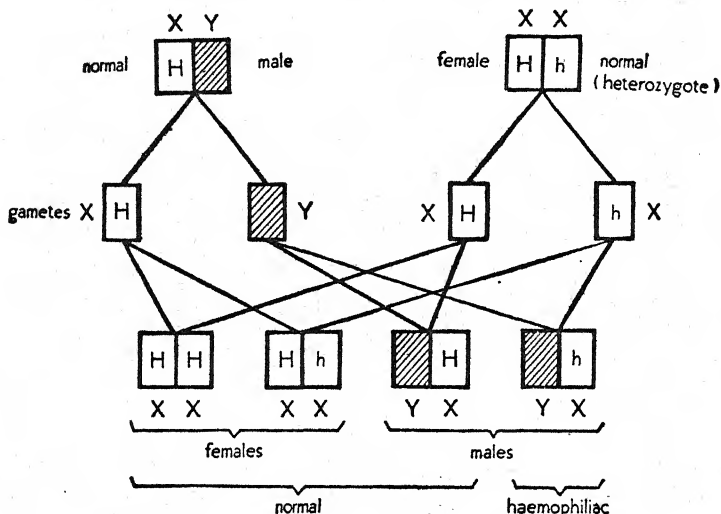 X Y X X
normal H male female H h normal
(heterozygote)
gametes X H Y X H h X
H H H h H h
X X X X Y X Y X
females males
normal haemophiliac